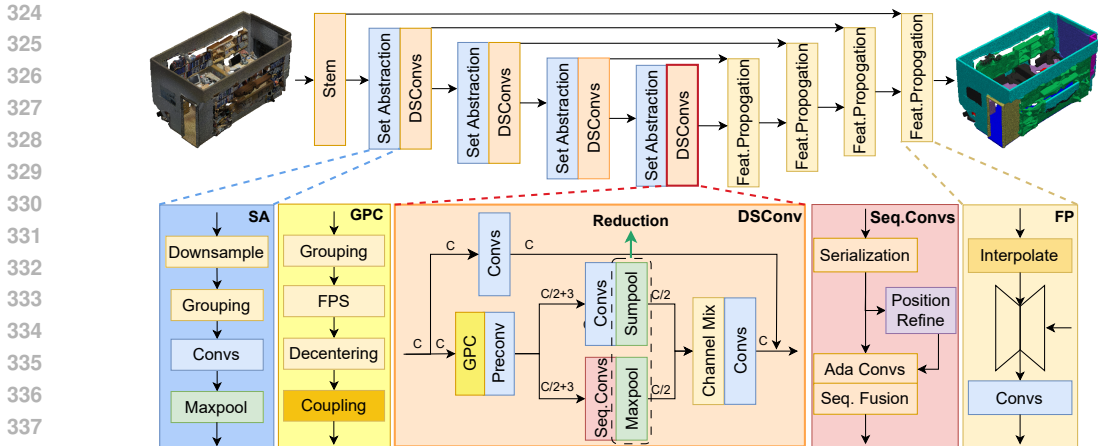 324
325
326
327
328
329
330
331
332
333
334
335
336
337
Stem
Set Abstraction
DSConvs
Set Abstraction
DSConvs
Set Abstraction
DSConvs
Set Abstraction
DSConvs
Feat.Propogation
Feat.Propogation
Feat.Propogation
Feat.Propogation
SA
Downsample
Grouping
Convs
Maxpool
GPC
Grouping
FPS
Decentering
Coupling
Reduction
DSConv
C
Convs
C
C
C
GPC
Preconv
C/2+3
Convs
Sumpool
C/2
C/2+3
Seq.Convs
Maxpool
C/2
Channel Mix
Convs
C
Seq.Convs
Serialization
Position
Refine
Ada Convs
Seq. Fusion
FP
Interpolate
Convs